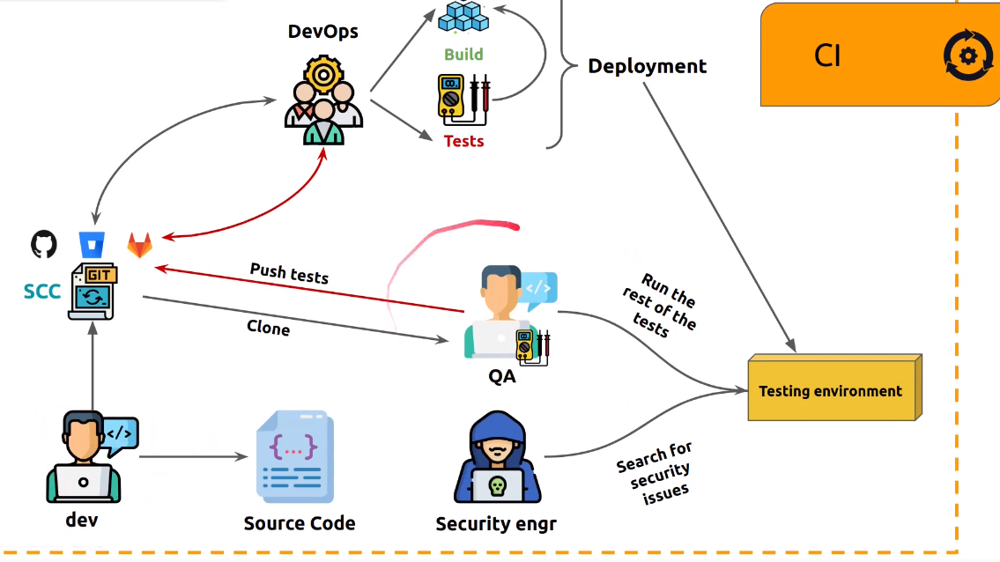 DevOps
Build
Tests
Deployment
CI
SCC
GIT
Push tests
Clone
</>
QA
Run the
rest of the
tests
Testing environment
</>
dev
{...}
Source Code
Security engr
Search for
security
issues